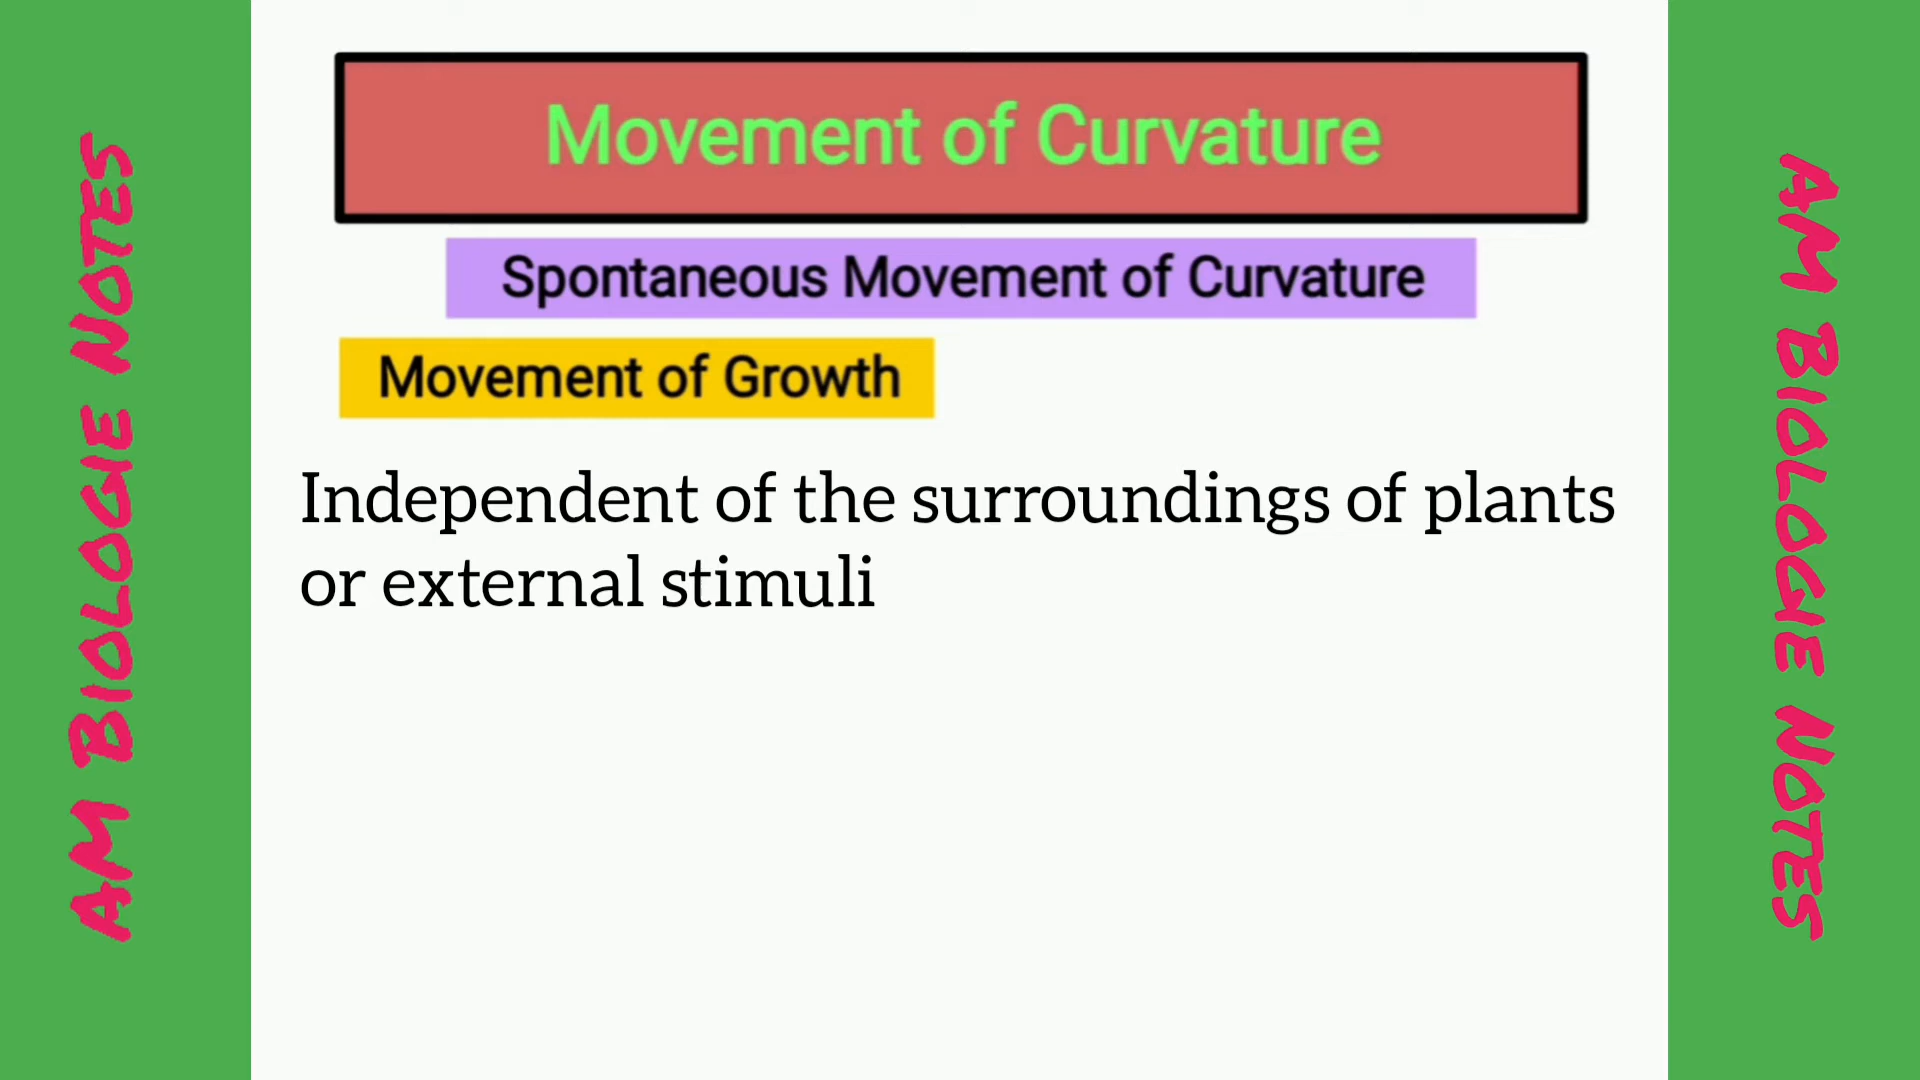 Movement of Curvature
Spontaneous Movement of Curvature
Movement of Growth
Independent of the surroundings of plants
or external stimuli
AM BIOLOGIE NOTES
AM BIOLOGIE NOTES